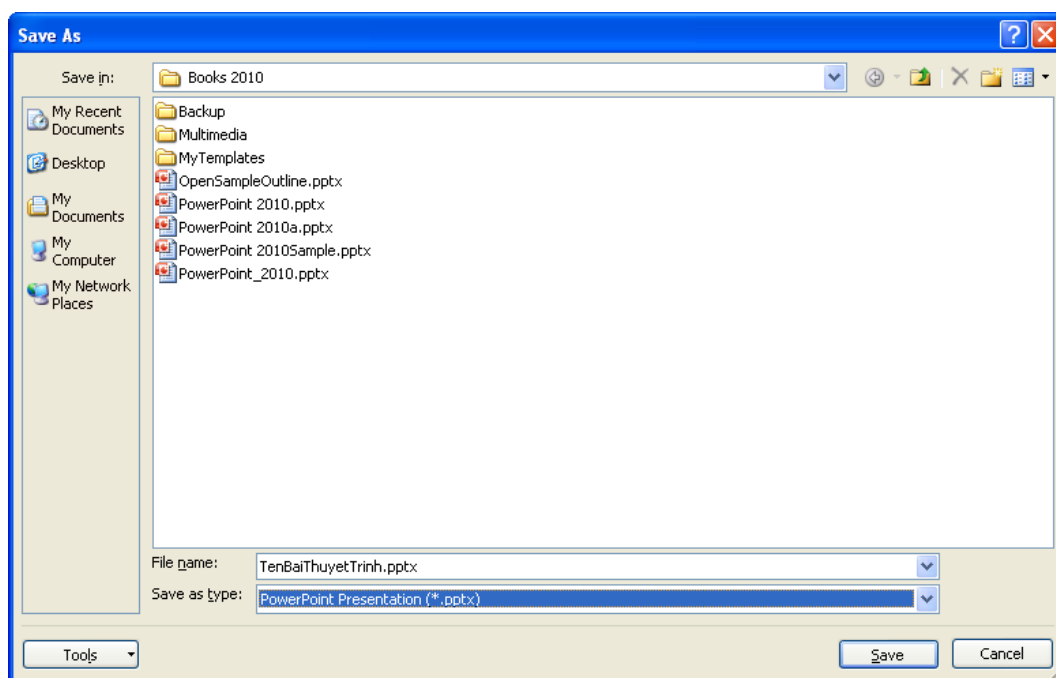 Save As
Save in:
Books 2010
My Recent
Documents
Desktop
My
Documents
My
Computer
My Network
Places
Backup
Multimedia
MyTemplates
OpenSampleOutline.pptx
PowerPoint 2010.pptx
PowerPoint 2010a.pptx
PowerPoint 2010Sample.pptx
PowerPoint_2010.pptx
File name:
TenBaiThuyetTrinh.pptx
Save as type:
PowerPoint Presentation (*.pptx)
Tools
Save
Cancel